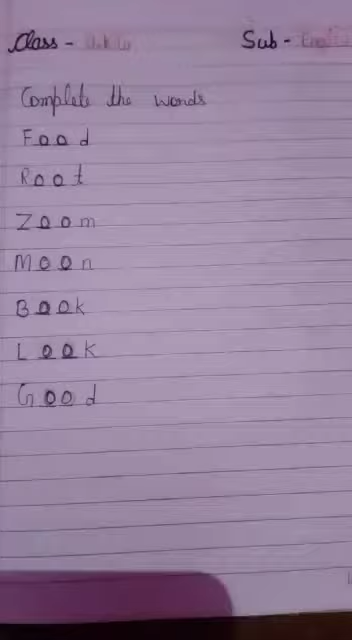 Class - Sub -
Complete the words
Food
Root
Zoom
Moon
Book
Look
Good